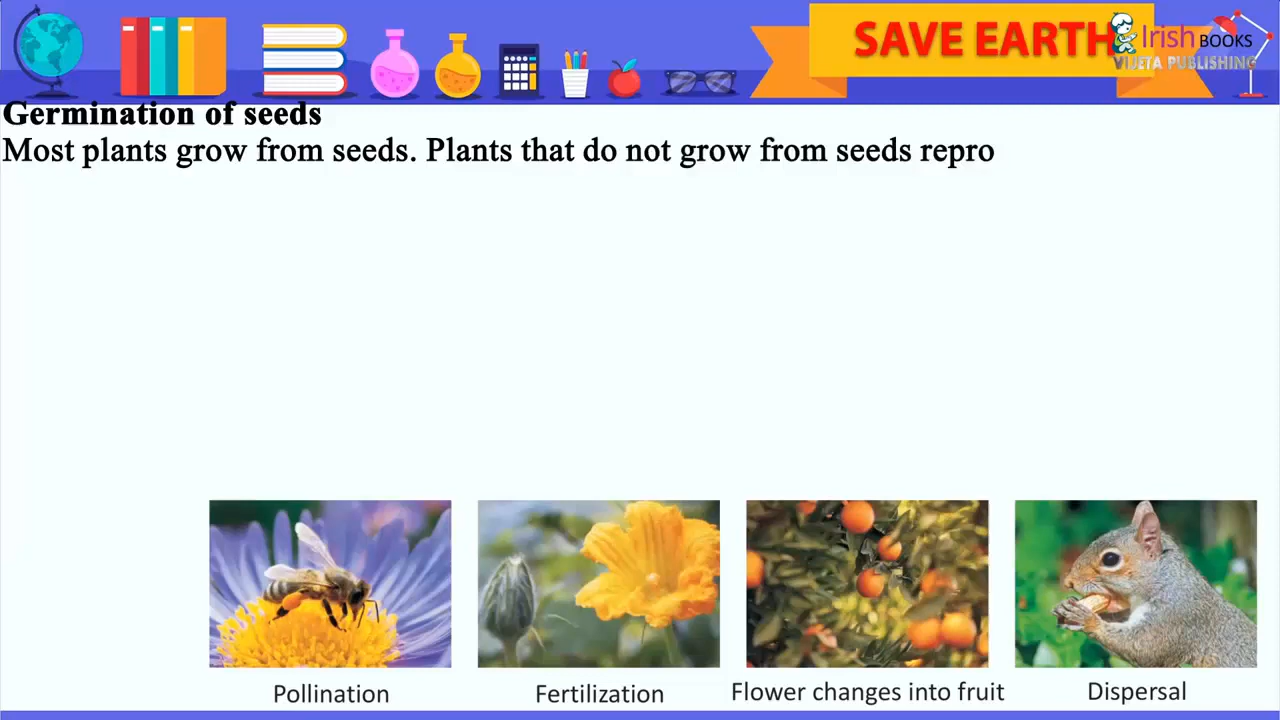 SAVE EARTH
Irish BOOKS
VIJETA PUBLISHING
Germination of seeds
Most plants grow from seeds. Plants that do not grow from seeds repro
Pollination
Fertilization
Flower changes into fruit
Dispersal